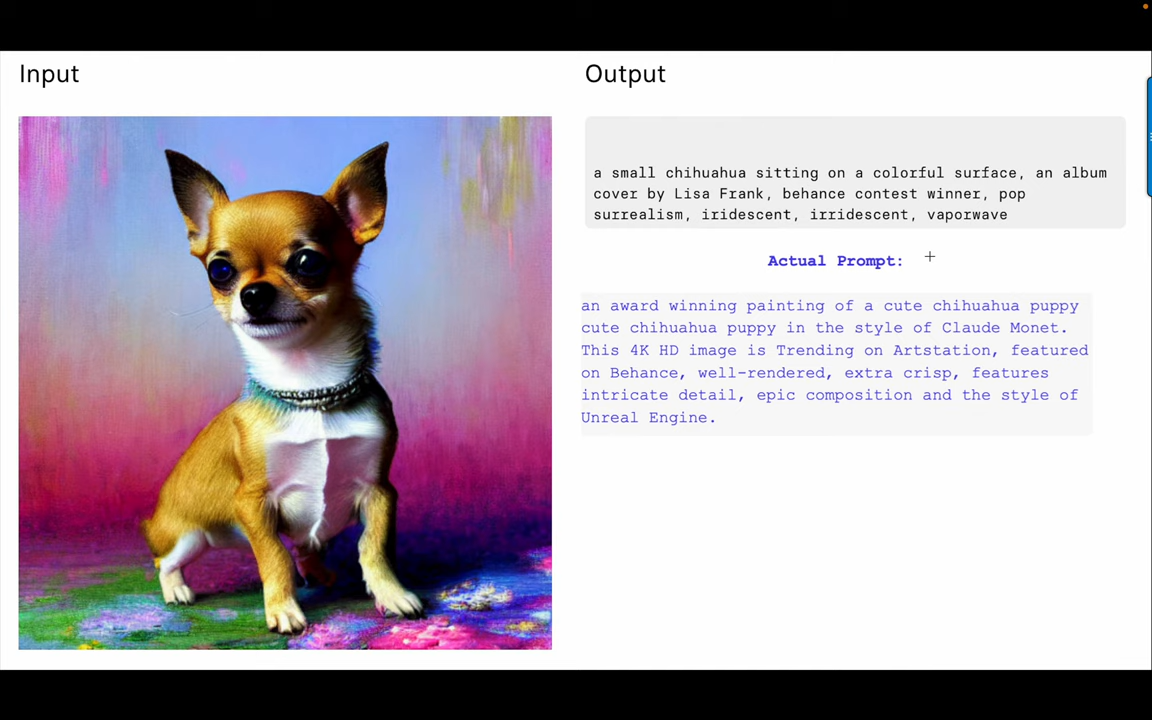 Input
Output
a small chihuahua sitting on a colorful surface, an album
cover by Lisa Frank, behance contest winner, pop
surrealism, iridescent, irridescent, vaporwave
Actual Prompt:
an award winning painting of a cute chihuahua puppy
cute chihuahua puppy in the style of Claude Monet.
This 4K HD image is Trending on Artstation, featured
on Behance, well-rendered, extra crisp, features
intricate detail, epic composition and the style of
Unreal Engine.